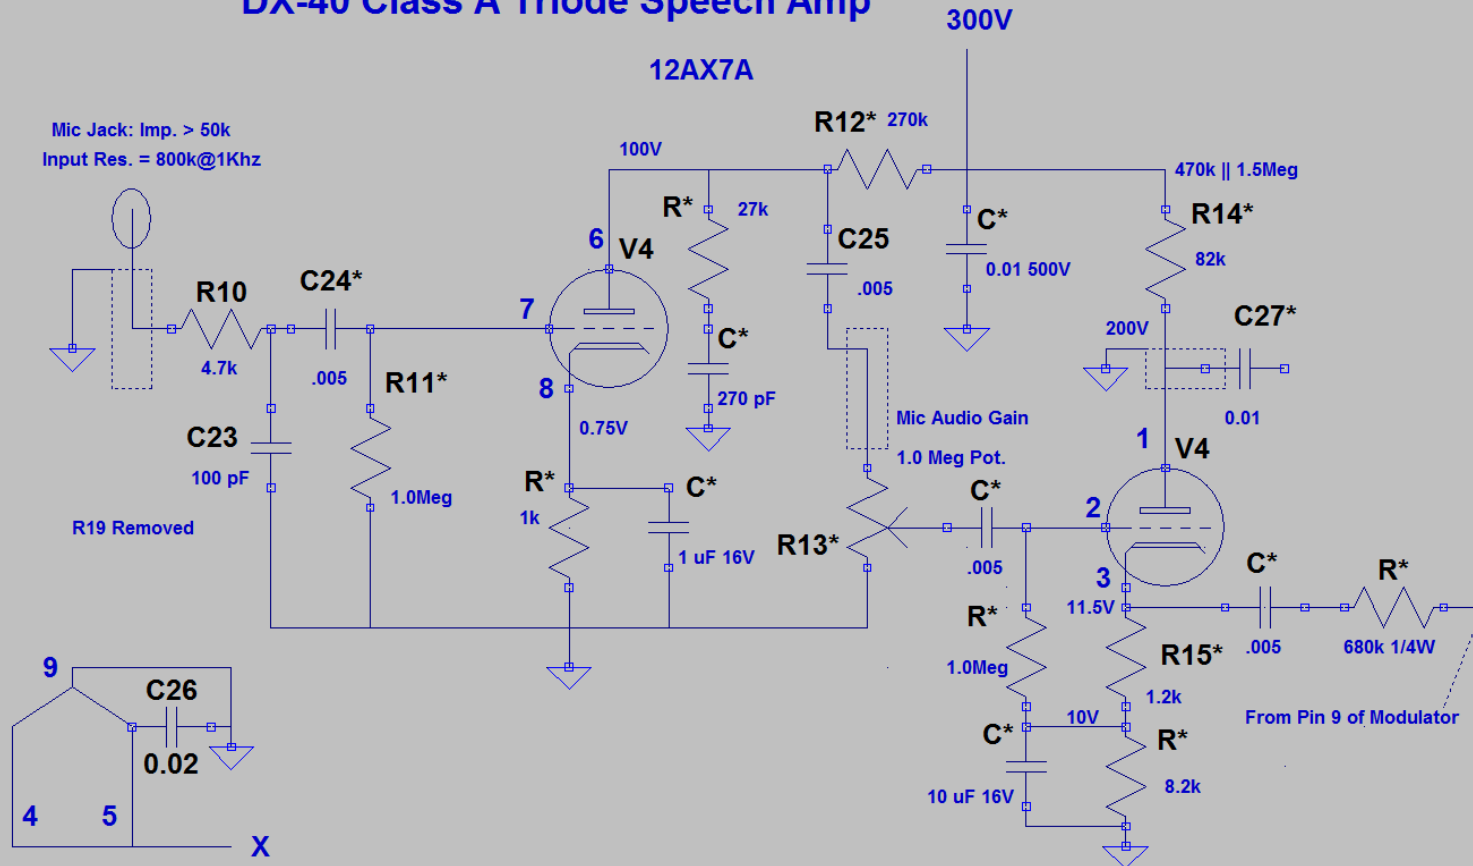 DX-40 Class A Triode Speech Amp
300V
12AX7A
Mic Jack: Imp. > 50k
Input Res. = 800k@1Khz
R12* 270k
100V
470k || 1.5Meg
R*
27k
C*
0.01 500V
R14*
82k
6
V4
C25
.005
C24*
.005
R10
4.7k
7
8
C*
270 pF
200V
C27*
0.01
R11*
1.0Meg
0.75V
Mic Audio Gain
1.0 Meg Pot.
C23
100 pF
1
V4
R*
1k
C*
1 uF 16V
R19 Removed
R13*
C*
.005
2
3
11.5V
C*
.005
R*
680k 1/4W
R*
1.0Meg
R15*
1.2k
10V
From Pin 9 of Modulator
C*
10 uF 16V
R*
8.2k
9
C26
0.02
4
5
X